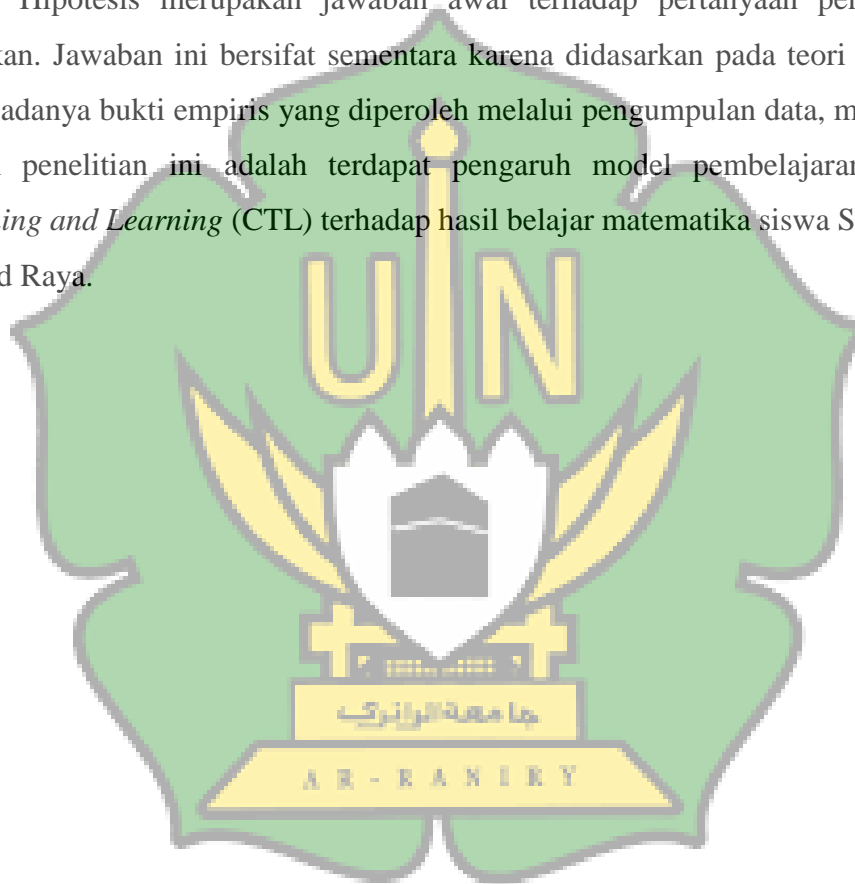 Hipotesis merupakan jawaban awal terhadap pertanyaan
kan. Jawaban ini bersifat sementara karena didasarkan pada teori
adanya bukti empiris yang diperoleh melalui pengumpulan data,
penelitian ini adalah terdapat pengaruh model pembelajaran
ing and Learning (CTL) terhadap hasil belajar matematika siswa
d Raya.
UIN
جامعة الرانري
AR-RANIRY